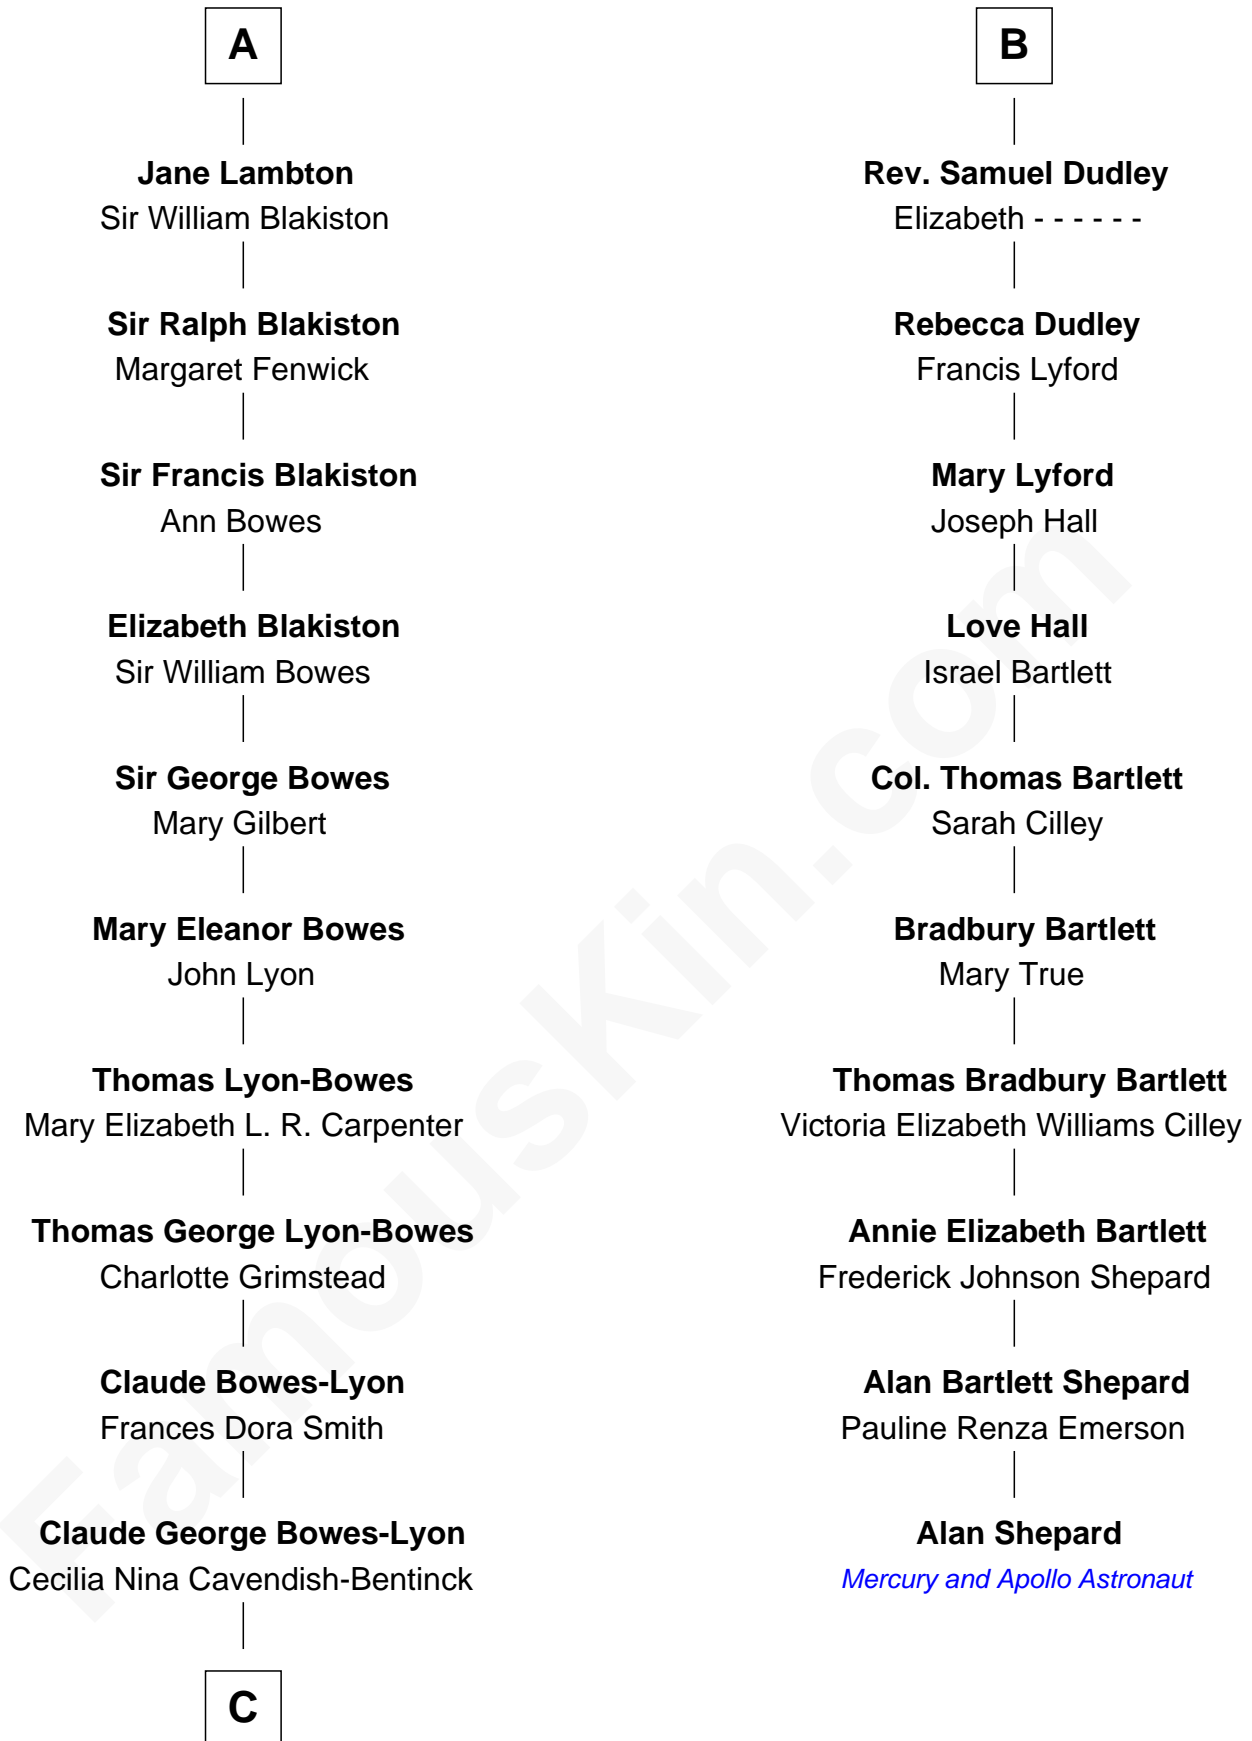 A
Jane Lambton
Sir William Blakiston
Sir Ralph Blakiston
Margaret Fenwick
Sir Francis Blakiston
Ann Bowes
Elizabeth Blakiston
Sir William Bowes
Sir George Bowes
Mary Gilbert
Mary Eleanor Bowes
John Lyon
Thomas Lyon-Bowes
Mary Elizabeth L. R. Carpenter
Thomas George Lyon-Bowes
Charlotte Grimstead
Claude Bowes-Lyon
Frances Dora Smith
Claude George Bowes-Lyon
Cecilia Nina Cavendish-Bentinck
C
B
Rev. Samuel Dudley
Elizabeth - - - - - -
Rebecca Dudley
Francis Lyford
Mary Lyford
Joseph Hall
Love Hall
Israel Bartlett
Col. Thomas Bartlett
Sarah Cilley
Bradbury Bartlett
Mary True
Thomas Bradbury Bartlett
Victoria Elizabeth Williams Cilley
Annie Elizabeth Bartlett
Frederick Johnson Shepard
Alan Bartlett Shepard
Pauline Renza Emerson
Alan Shepard
Mercury and Apollo Astronaut
FamousKin.com